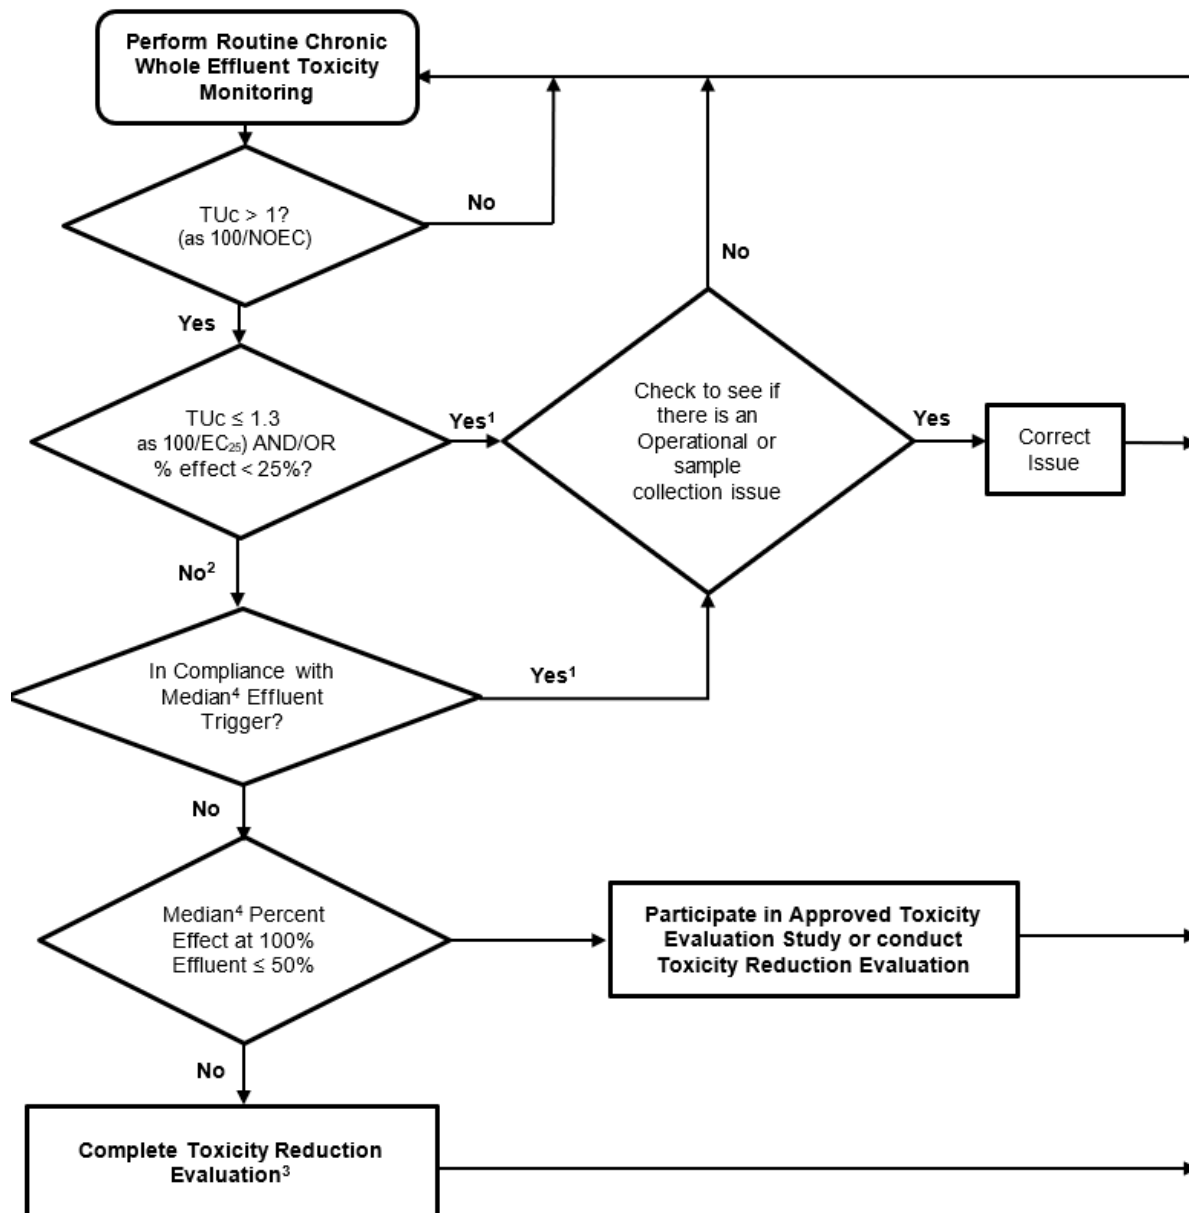 Perform Routine Chronic
Whole Effluent Toxicity
Monitoring
TUc > 1?
(as 100/NOEC)
No
Yes
TUc ≤ 1.3
as 100/EC₂₅) AND/OR
% effect < 25%?
Yes¹
No
Check to see if
there is an
Operational or
sample
collection issue
Yes
Correct
Issue
No²
In Compliance with
Median⁴ Effluent
Trigger?
Yes¹
No
Median⁴ Percent
Effect at 100%
Effluent ≤ 50%
Participate in Approved Toxicity
Evaluation Study or conduct
Toxicity Reduction Evaluation
No
Complete Toxicity Reduction
Evaluation³